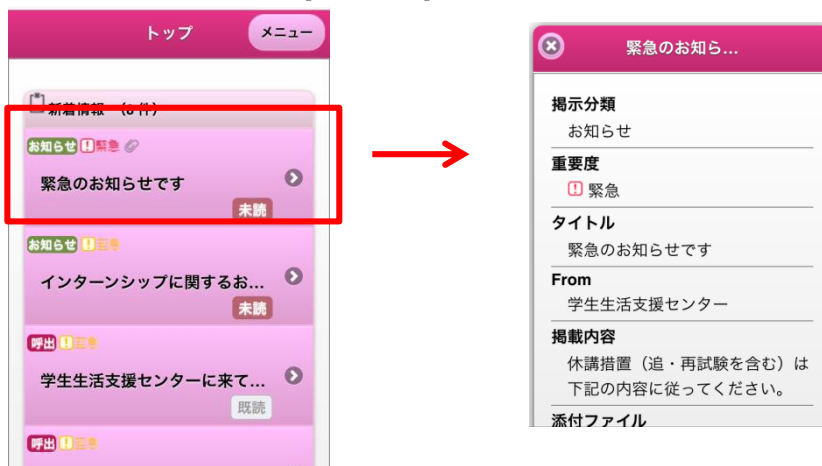 トップ
メニュー
新着情報 (件)
お知らせ 緊急
緊急のお知らせです
未読
お知らせ
インターンシップに関するお...
未読
呼出
学生生活支援センターに来て...
既読
呼出
緊急のお知ら...
掲示分類
お知らせ
重要度
緊急
タイトル
緊急のお知らせです
From
学生生活支援センター
掲載内容
休講措置（追・再試験を含む）は
下記の内容に従ってください。
添付ファイル